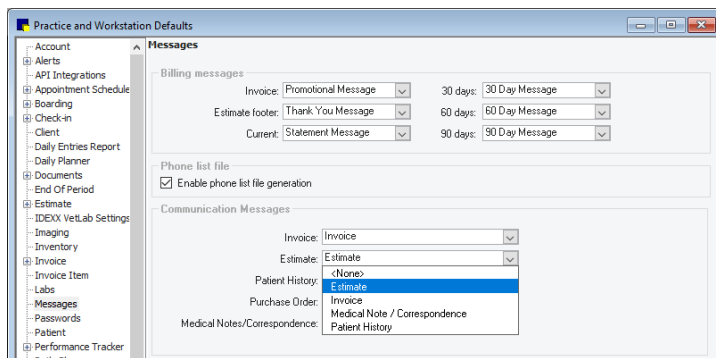 Practice and Workstation Defaults
Account
Alerts
API Integrations
Appointment Schedule
Boarding
Check-in
Client
Daily Entries Report
Daily Planner
Documents
End Of Period
Estimate
IDEXX VetLab Settings
Imaging
Inventory
Invoice
Invoice Item
Labs
Messages
Passwords
Patient
Performance Tracker
Messages
Billing messages
Invoice: Promotional Message 30 days: 30 Day Message
Estimate footer: Thank You Message 60 days: 60 Day Message
Current: Statement Message 90 days: 90 Day Message
Phone list file
Enable phone list file generation
Communication Messages
Invoice: Invoice
Estimate: Estimate
<None>
Patient History: Estimate
Purchase Order: Invoice
Medical Note / Correspondence
Medical Notes/Correspondence: Patient History